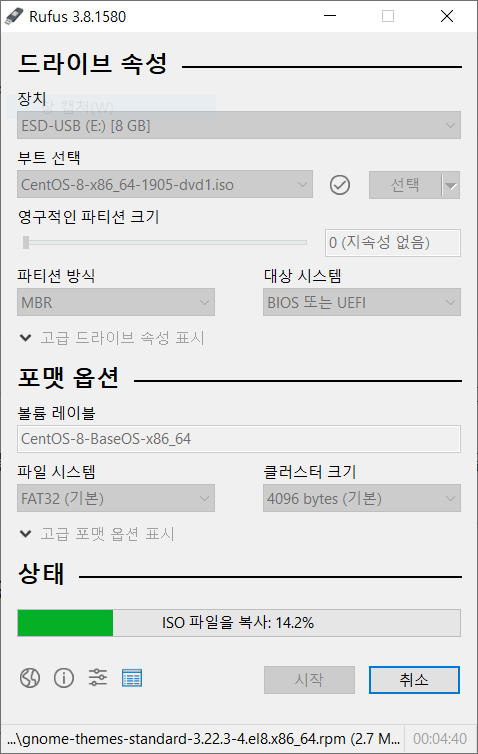 Rufus 3.8.1580
드라이브 속성
장치
캡처(W)
ESD-USB (E:) [8 GB]
부트 선택
CentOS-8-x86_64-1905-dvd1.iso
선택
영구적인 파티션 크기
0 (지속성 없음)
파티션 방식
대상 시스템
MBR
BIOS 또는 UEFI
고급 드라이브 속성 표시
포맷 옵션
볼륨 레이블
CentOS-8-BaseOS-x86_64
파일 시스템
클러스터 크기
FAT32 (기본)
4096 bytes (기본)
고급 포맷 옵션 표시
상태
ISO 파일을 복사: 14.2%
시작
취소
...\gnome-themes-standard-3.22.3-4.el8.x86_64.rpm (2.7 M...
00:04:40